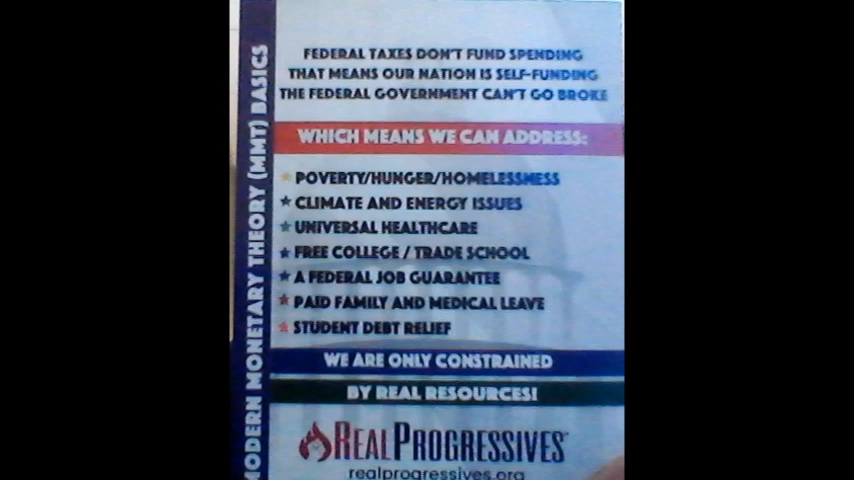 MODERN MONETARY THEORY (MMT) BASICS
FEDERAL TAXES DON'T FUND SPENDING
THAT MEANS OUR NATION IS SELF-FUNDING
THE FEDERAL GOVERNMENT CAN'T GO BROKE
WHICH MEANS WE CAN ADDRESS:
POVERTY/HUNGER/HOMELESSNESS
CLIMATE AND ENERGY ISSUES
UNIVERSAL HEALTHCARE
FREE COLLEGE / TRADE SCHOOL
A FEDERAL JOB GUARANTEE
PAID FAMILY AND MEDICAL LEAVE
STUDENT DEBT RELIEF
WE ARE ONLY CONSTRAINED
BY REAL RESOURCES!
REALPROGRESSIVES
realprogressives.org